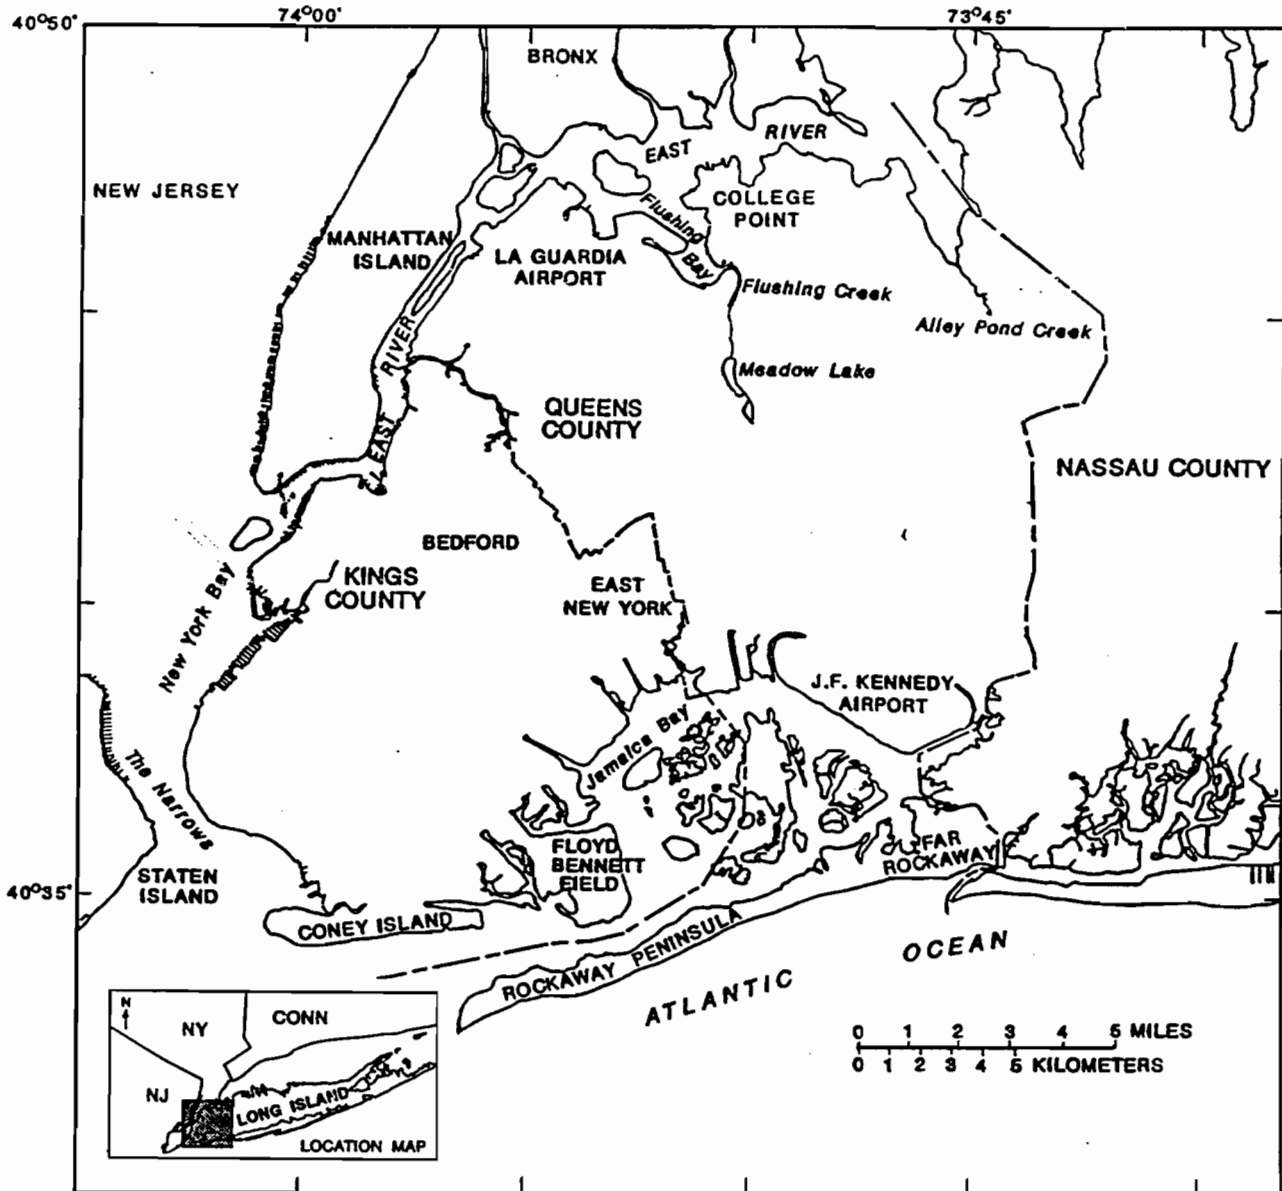 40°50'
74°00'
73°45'
BRONX
EAST RIVER
NEW JERSEY
COLLEGE
POINT
Flushing
Bay
MANHATTAN
ISLAND
LA GUARDIA
AIRPORT
Flushing Creek
Alley Pond Creek
EAST RIVER
Meadow Lake
QUEENS
COUNTY
NASSAU COUNTY
BEDFORD
New York Bay
KINGS
COUNTY
EAST
NEW YORK
J.F. KENNEDY
AIRPORT
Jamaica Bay
The Narrows
FLOYD
BENNETT
FIELD
FAR
ROCKAWAY
40°35'
STATEN
ISLAND
CONEY ISLAND
ROCKAWAY PENINSULA
ATLANTIC OCEAN
N
NY
CONN
NJ
LONG ISLAND
LOCATION MAP
0 1 2 3 4 5 MILES
0 1 2 3 4 5 KILOMETERS